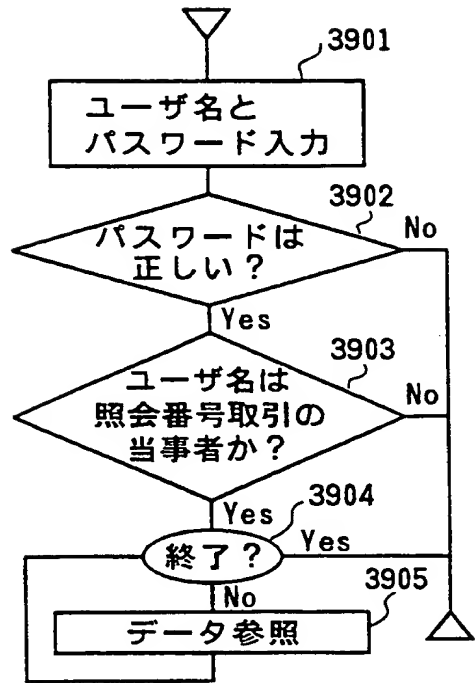 3901
ユーザ名と
パスワード入力
3902
パスワードは
正しい？
No
Yes
3903
ユーザ名は
照会番号取引の
当事者か？
No
Yes
3904
終了？
Yes
No
3905
データ参照